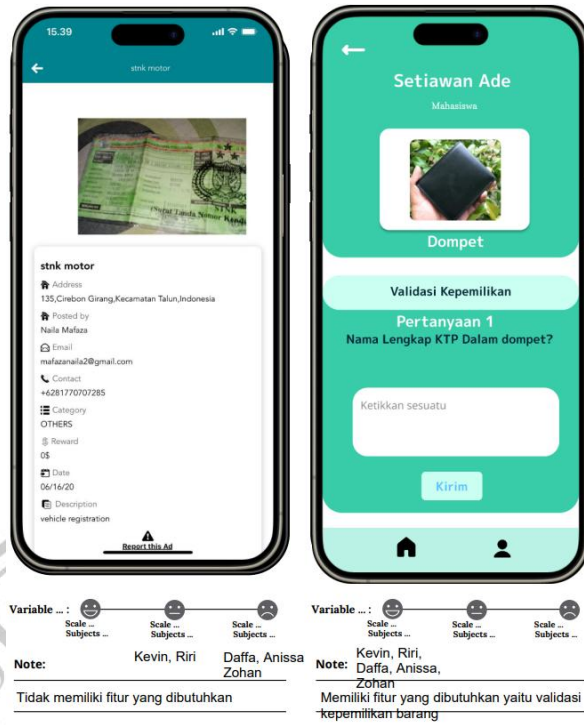 15.39
stnk motor
STNK
stnk motor
Address
135,Cirebon Girang,Kecamatan Talun,Indonesia
Posted by
Naila Mafaza
Email
mafazanaila2@gmail.com
Contact
+6281770707285
Category
OTHERS
Reward
0$
Date
06/16/20
Description
vehicle registration
Report this Ad
Variable ... :
Scale ... Scale ... Scale ...
Subjects ... Subjects ... Subjects ...
Note: Kevin, Riri Daffa, Anissa
Zohan
Tidak memiliki fitur yang dibutuhkan
Setiawan Ade
Mahasiswa
Dompet
Validasi Kepemilikan
Pertanyaan 1
Nama Lengkap KTP Dalam dompet?
Ketikkan sesuatu
Kirim
Variable ... :
Scale ... Scale ... Scale ...
Subjects ... Subjects ... Subjects ...
Note: Kevin, Riri,
Daffa, Anissa,
Zohan
Memiliki fitur yang dibutuhkan yaitu validasi
kepemilikan barang